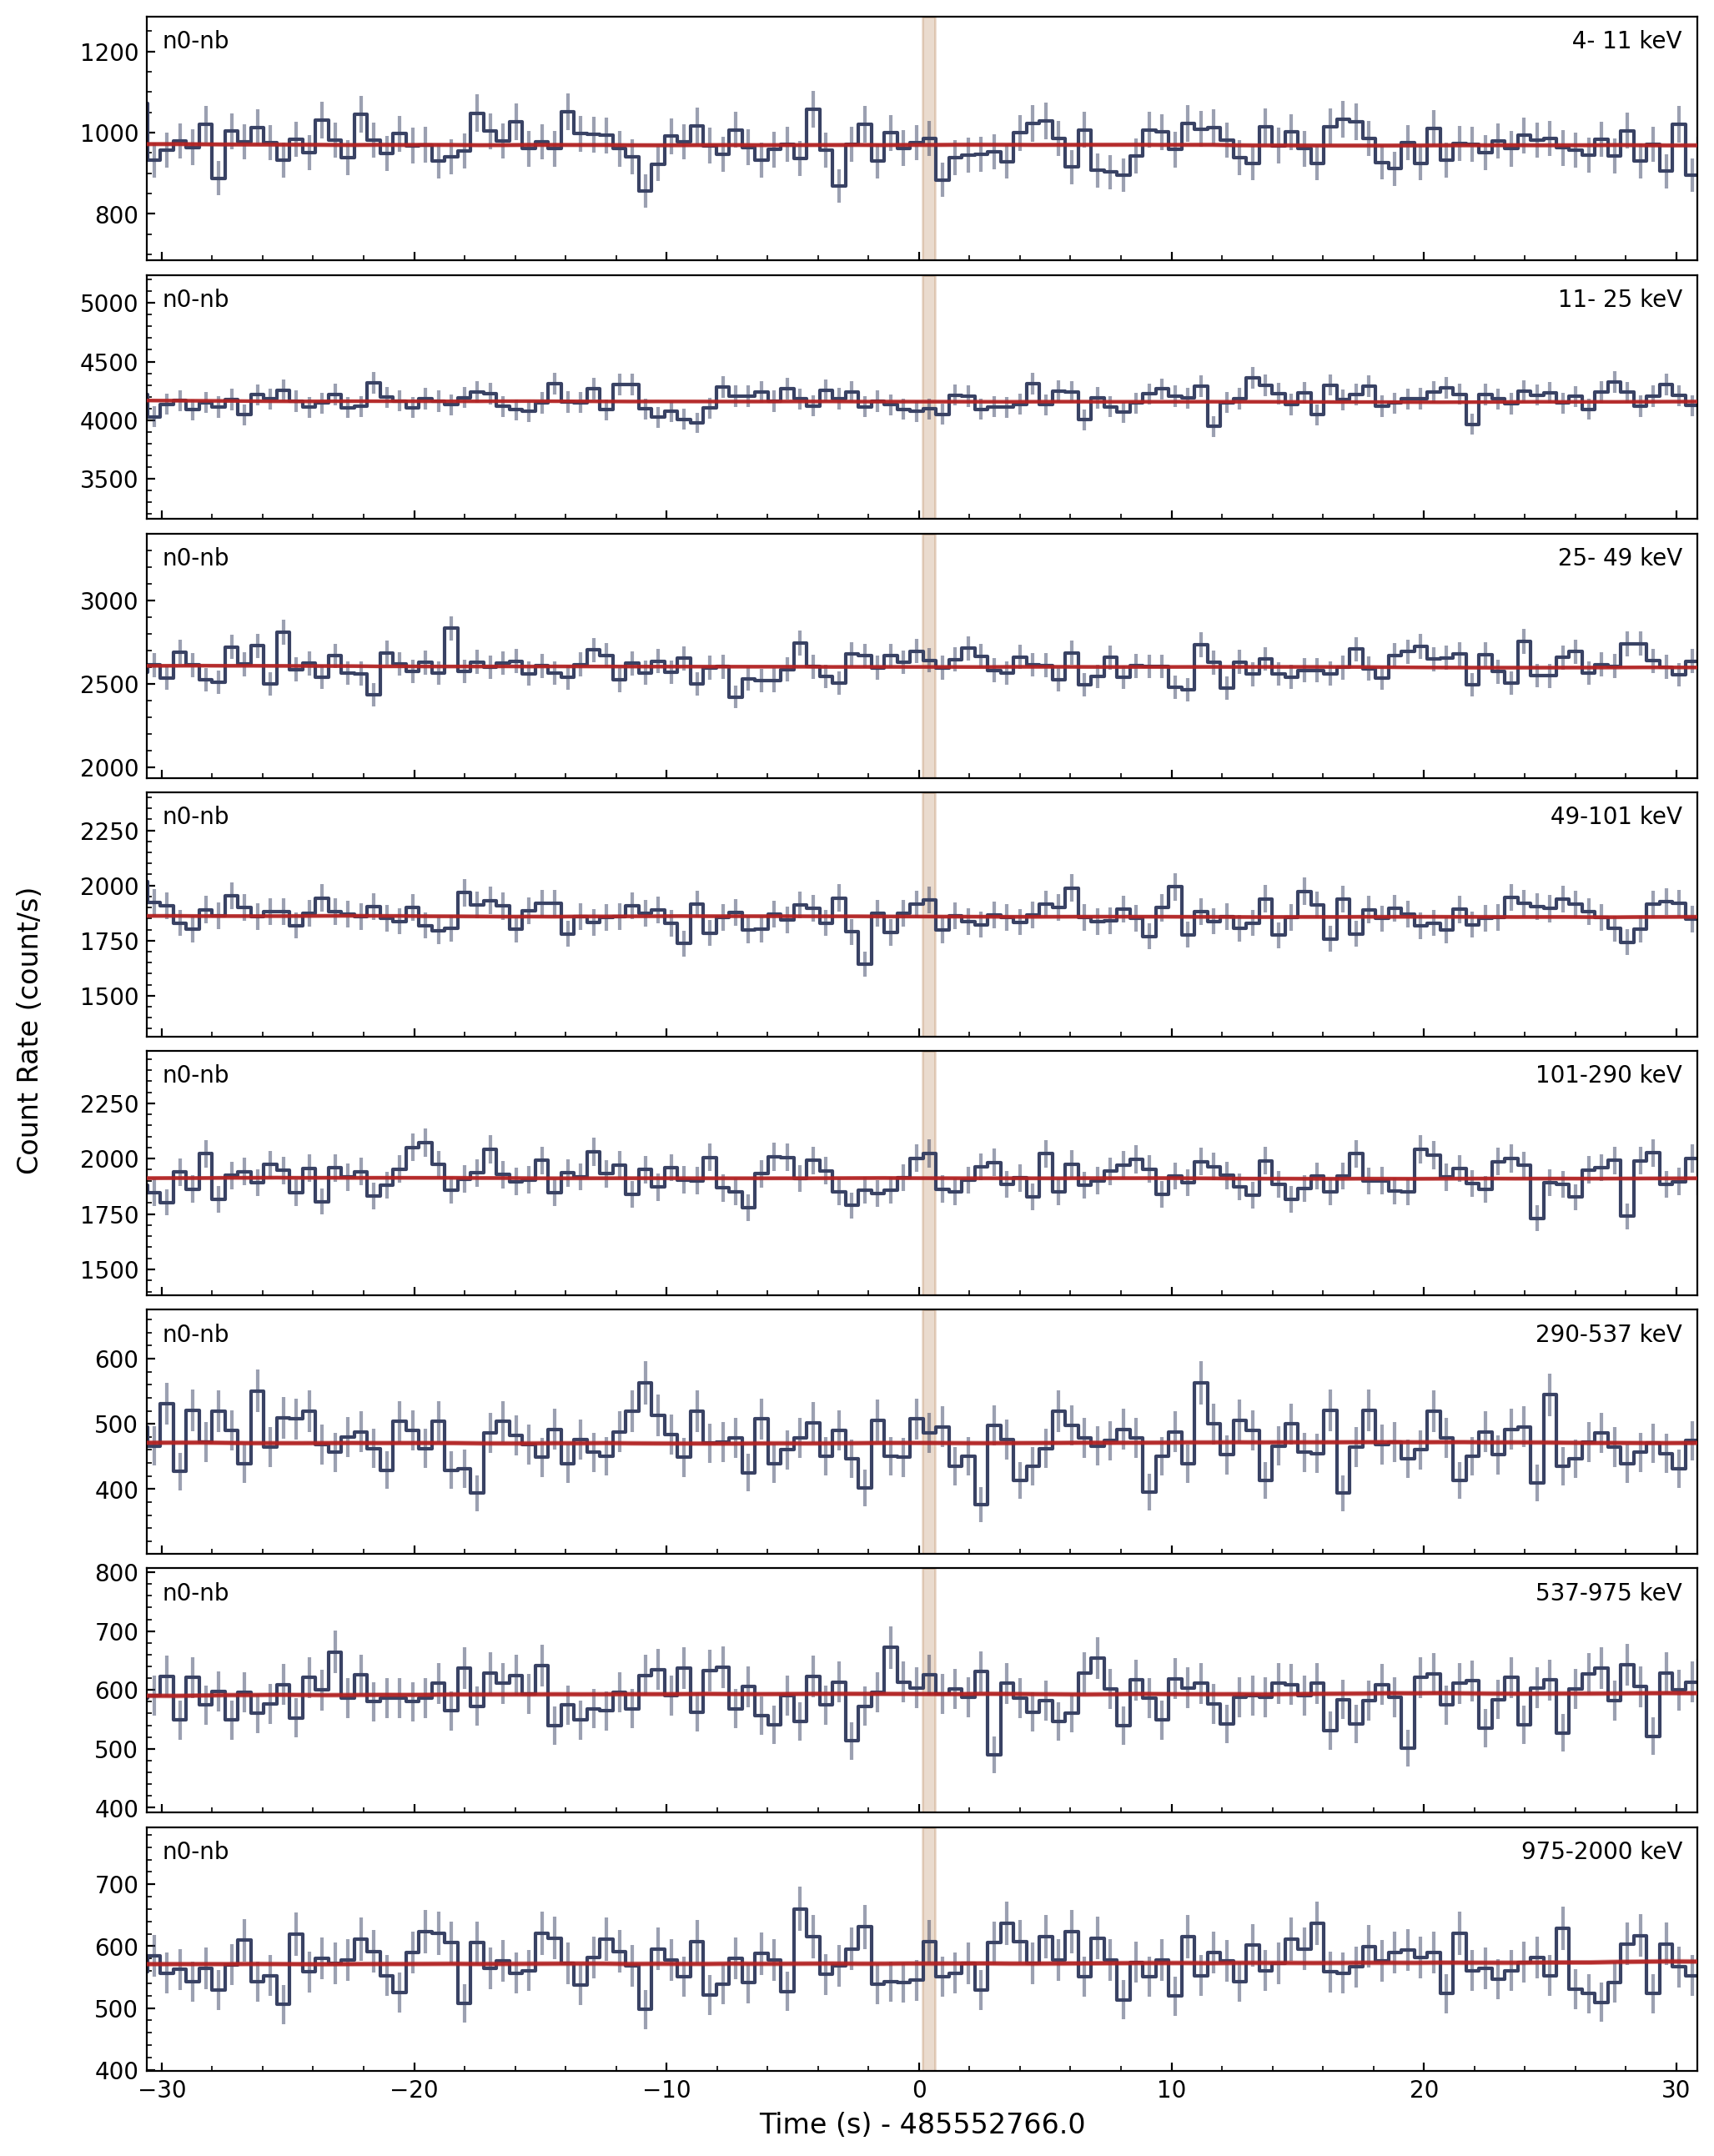 Count Rate (count/s)
n0-nb 4- 11 keV
1200
1000
800
n0-nb 11- 25 keV
5000
4500
4000
3500
n0-nb 25- 49 keV
3000
2500
2000
n0-nb 49-101 keV
2250
2000
1750
1500
n0-nb 101-290 keV
2250
2000
1750
1500
n0-nb 290-537 keV
600
500
400
n0-nb 537-975 keV
800
700
600
500
400
n0-nb 975-2000 keV
700
600
500
400
−30 −20 −10 0 10 20 30
Time (s) - 485552766.0